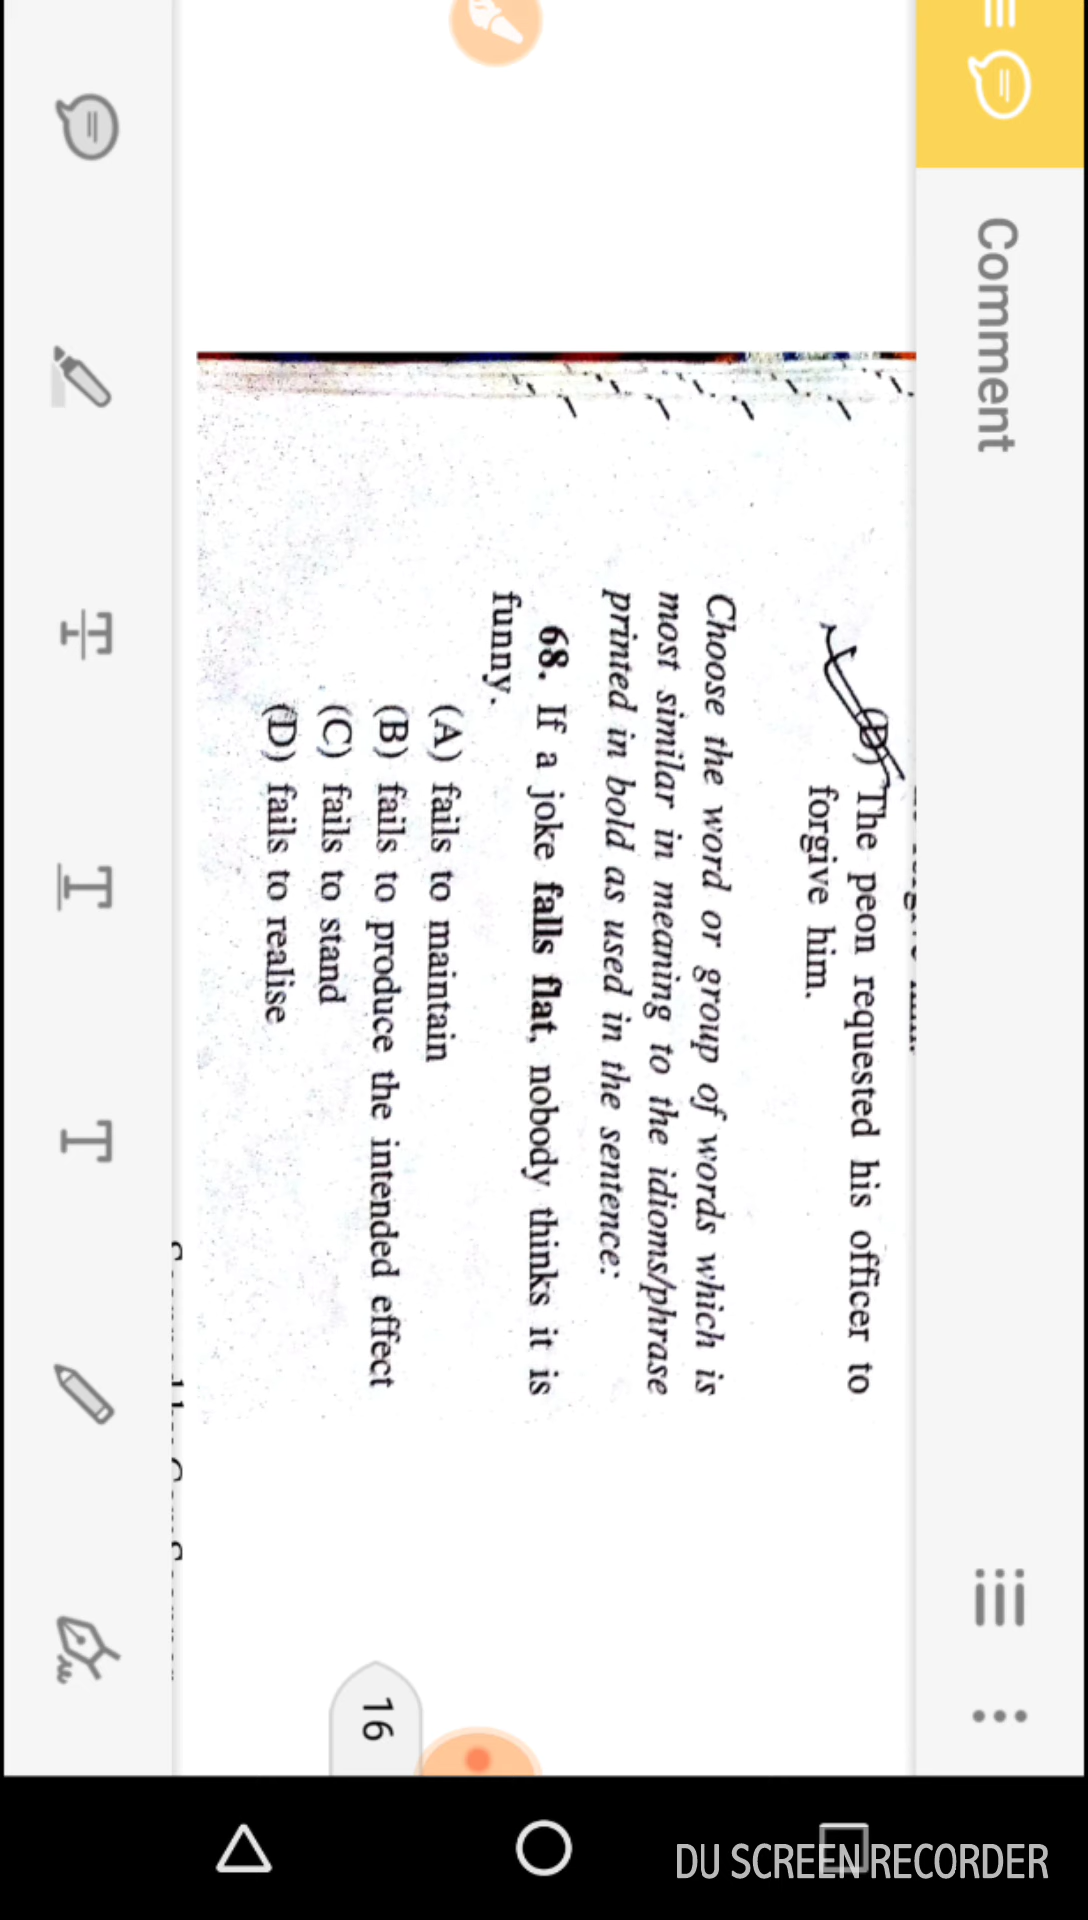 Comment
(D) The peon requested his officer to
forgive him.
Choose the word or group of words which is
most similar in meaning to the idioms/phrase
printed in bold as used in the sentence:
68. If a joke falls flat, nobody thinks it is
funny.
(A) fails to maintain
(B) fails to produce the intended effect
(C) fails to stand
(D) fails to realise
16
DU SCREEN RECORDER